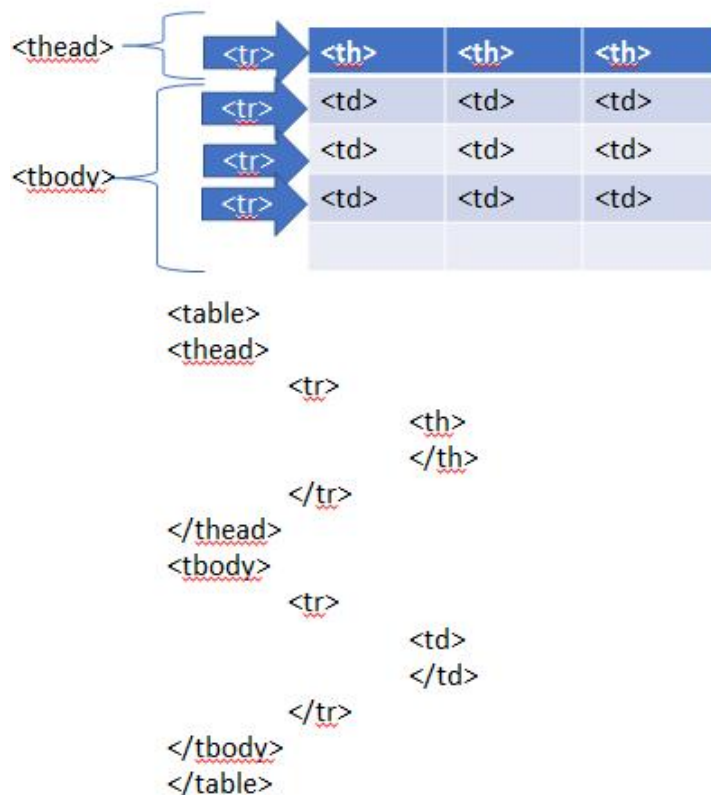 <thead> <tr> <th> <th> <th>
<tr> <td> <td> <td>
<tr> <td> <td> <td>
<tbody>
<tr> <td> <td> <td>
<table>
<thead>
<tr>
<th>
</th>
</tr>
</thead>
<tbody>
<tr>
<td>
</td>
</tr>
</tbody>
</table>